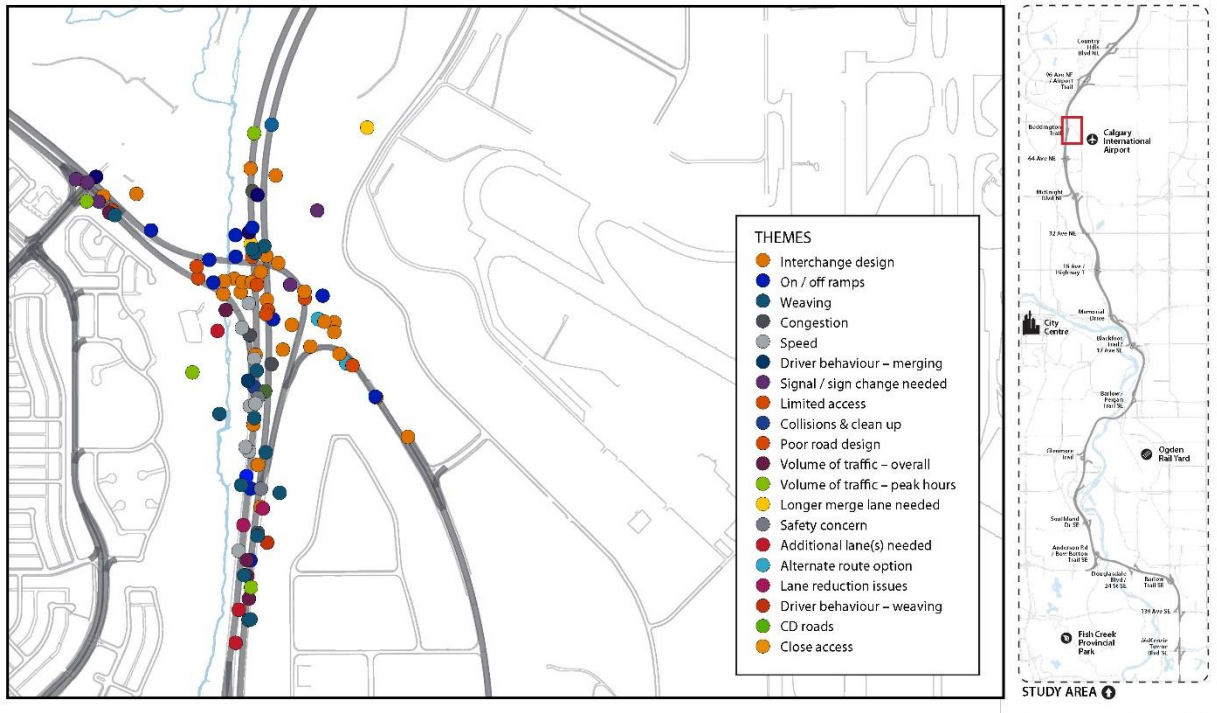 THEMES
Interchange design
On / off ramps
Weaving
Congestion
Speed
Driver behaviour – merging
Signal / sign change needed
Limited access
Collisions & clean up
Poor road design
Volume of traffic – overall
Volume of traffic – peak hours
Longer merge lane needed
Safety concern
Additional lane(s) needed
Alternate route option
Lane reduction issues
Driver behaviour – weaving
CD roads
Close access
Country
Hills
Blvd NE
96 Ave NE
/ Airport
Trail
Beddington
Trail
Calgary
International
Airport
64 Ave NE
McKnight
Blvd NE
32 Ave NE
16 Ave /
Highway 1
Memorial
Drive
City
Centre
Blackfoot
Trail /
17 Ave SE
Barlow /
Peigan
Trail SE
Glenmore
Trail
Ogden
Rail Yard
Southland
Dr SE
Anderson Rd
/ Bow Bottom
Trail SE
Douglasdale
Blvd /
24 St SE
Barlow
Trail SE
130 Ave SE
Fish Creek
Provincial
Park
McKenzie
Towne
Blvd SE
STUDY AREA